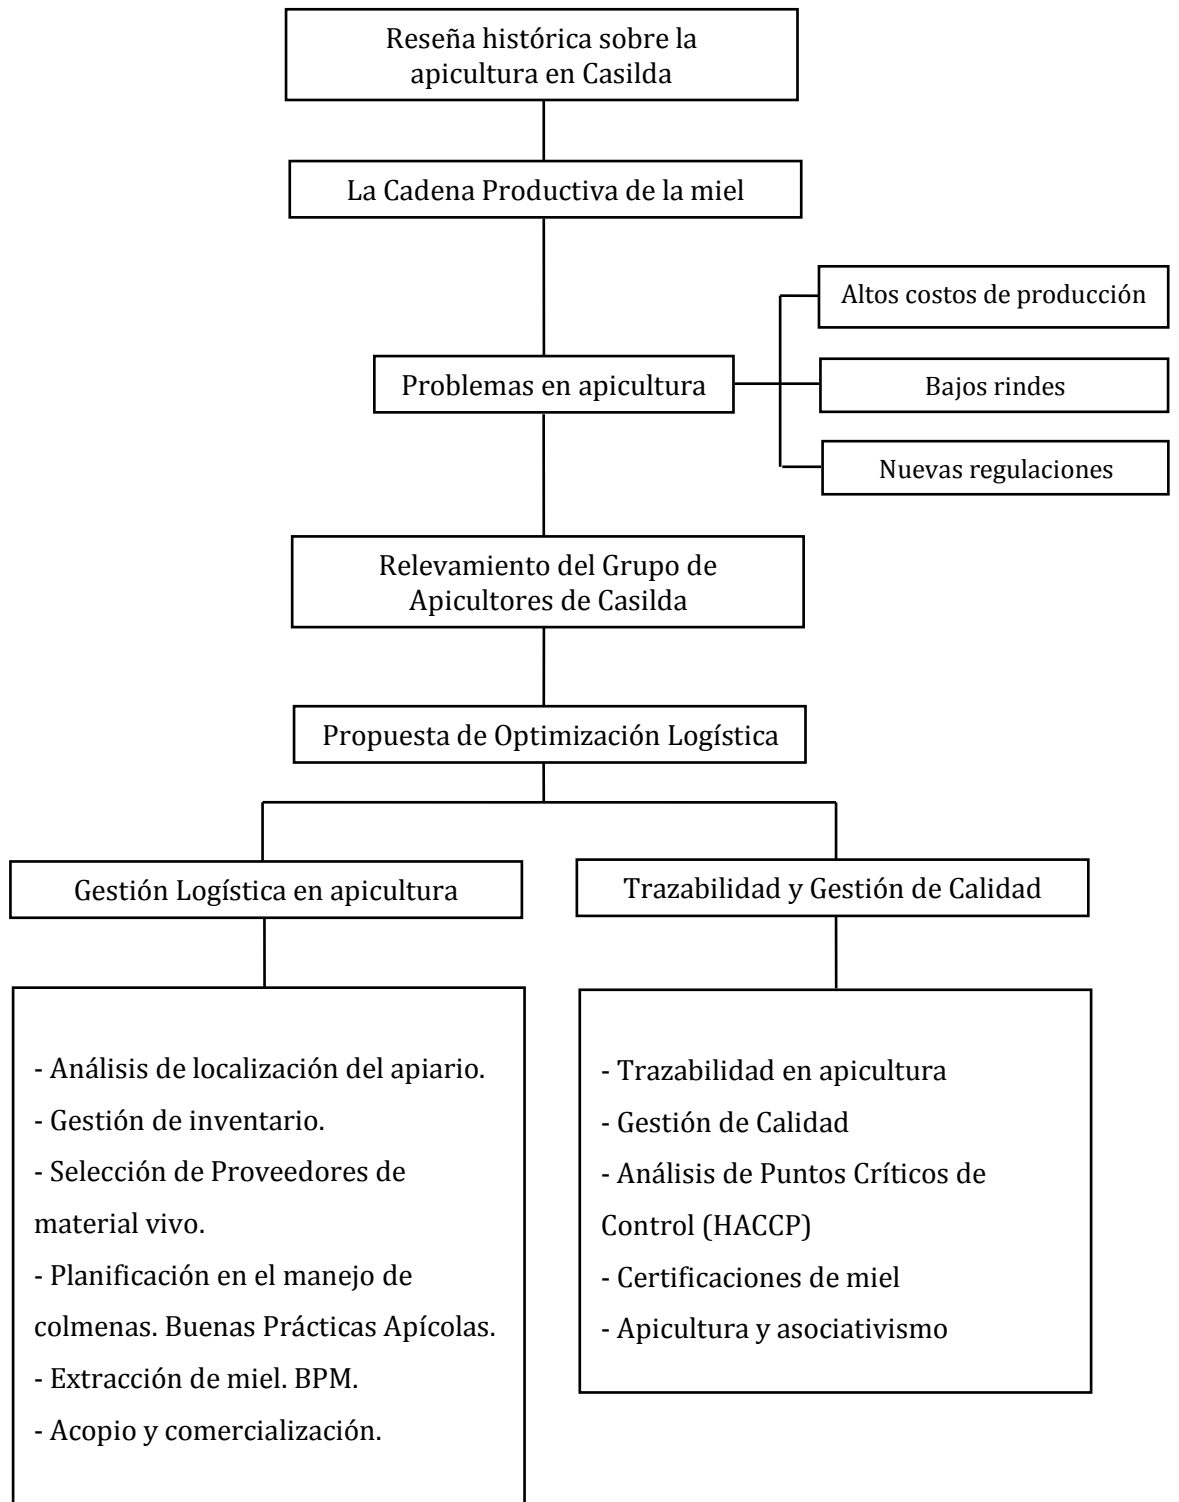 Reseña histórica sobre la
apicultura en Casilda
La Cadena Productiva de la miel
Altos costos de producción
Problemas en apicultura
Bajos rindes
Nuevas regulaciones
Relevamiento del Grupo de
Apicultores de Casilda
Propuesta de Optimización Logística
Gestión Logística en apicultura
Trazabilidad y Gestión de Calidad
- Análisis de localización del apiario.
- Gestión de inventario.
- Selección de Proveedores de
material vivo.
- Planificación en el manejo de
colmenas. Buenas Prácticas Apícolas.
- Extracción de miel. BPM.
- Acopio y comercialización.
- Trazabilidad en apicultura
- Gestión de Calidad
- Análisis de Puntos Críticos de
Control (HACCP)
- Certificaciones de miel
- Apicultura y asociativismo